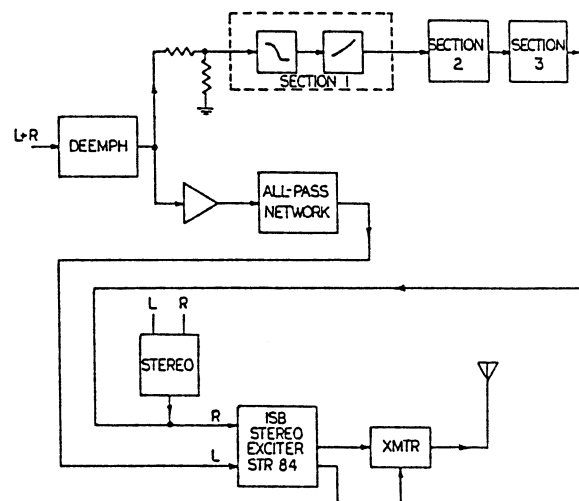 SECTION 1
SECTION
2
SECTION
3
L+R
DEEMPH
ALL-PASS
NETWORK
L R
STEREO
R
L
ISB
STEREO
EXCITER
STR 84
XMTR